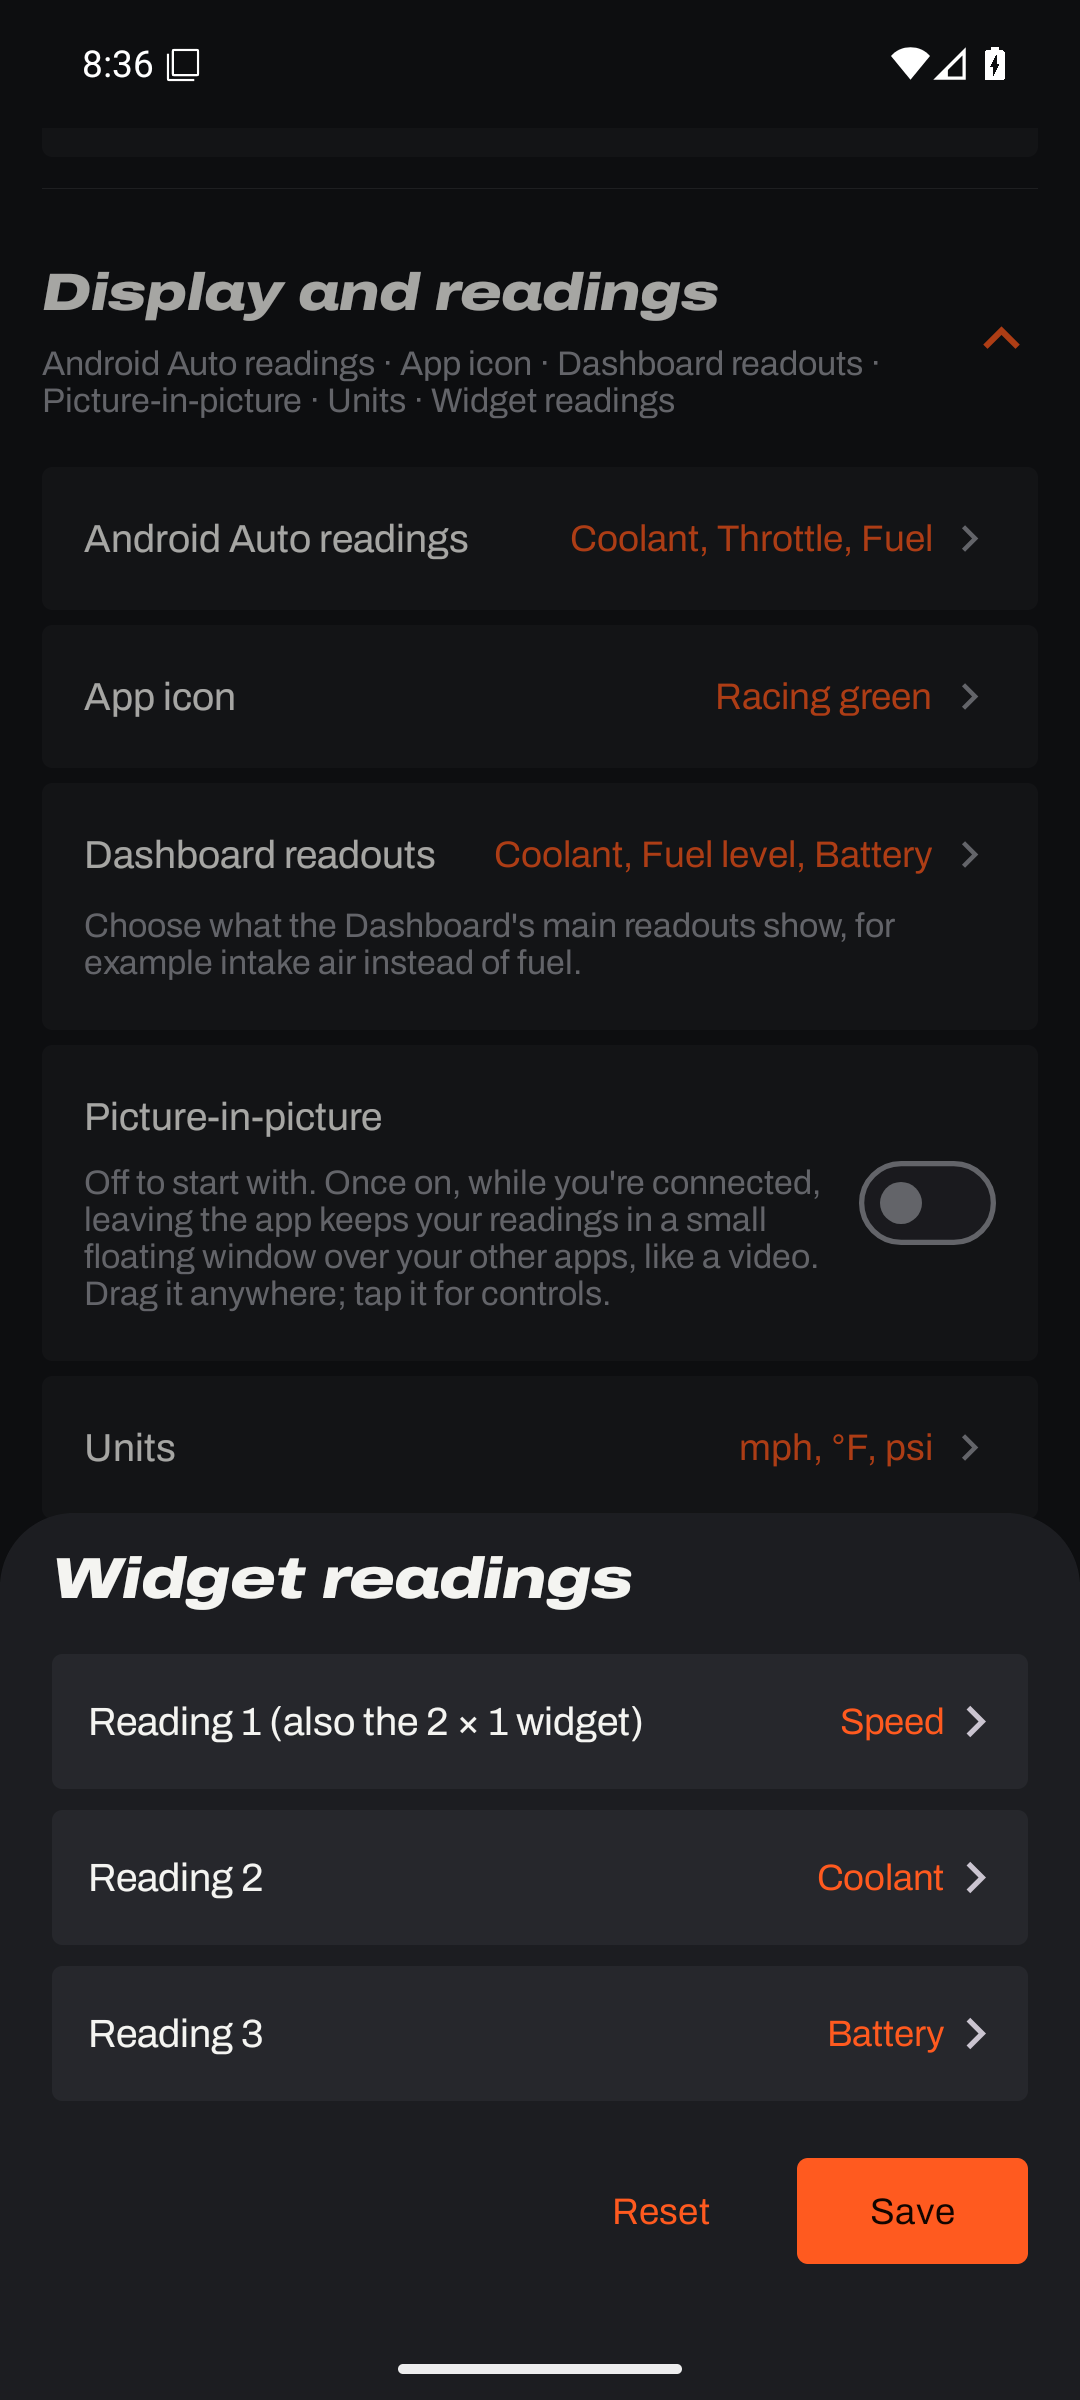 8:36
Display and readings
Android Auto readings · App icon · Dashboard readouts ·
Picture-in-picture · Units · Widget readings
Android Auto readings Coolant, Throttle, Fuel
App icon Racing green
Dashboard readouts Coolant, Fuel level, Battery
Choose what the Dashboard's main readouts show, for
example intake air instead of fuel.
Picture-in-picture
Off to start with. Once on, while you're connected,
leaving the app keeps your readings in a small
floating window over your other apps, like a video.
Drag it anywhere; tap it for controls.
Units mph, °F, psi
Widget readings
Reading 1 (also the 2 × 1 widget) Speed
Reading 2 Coolant
Reading 3 Battery
Reset Save